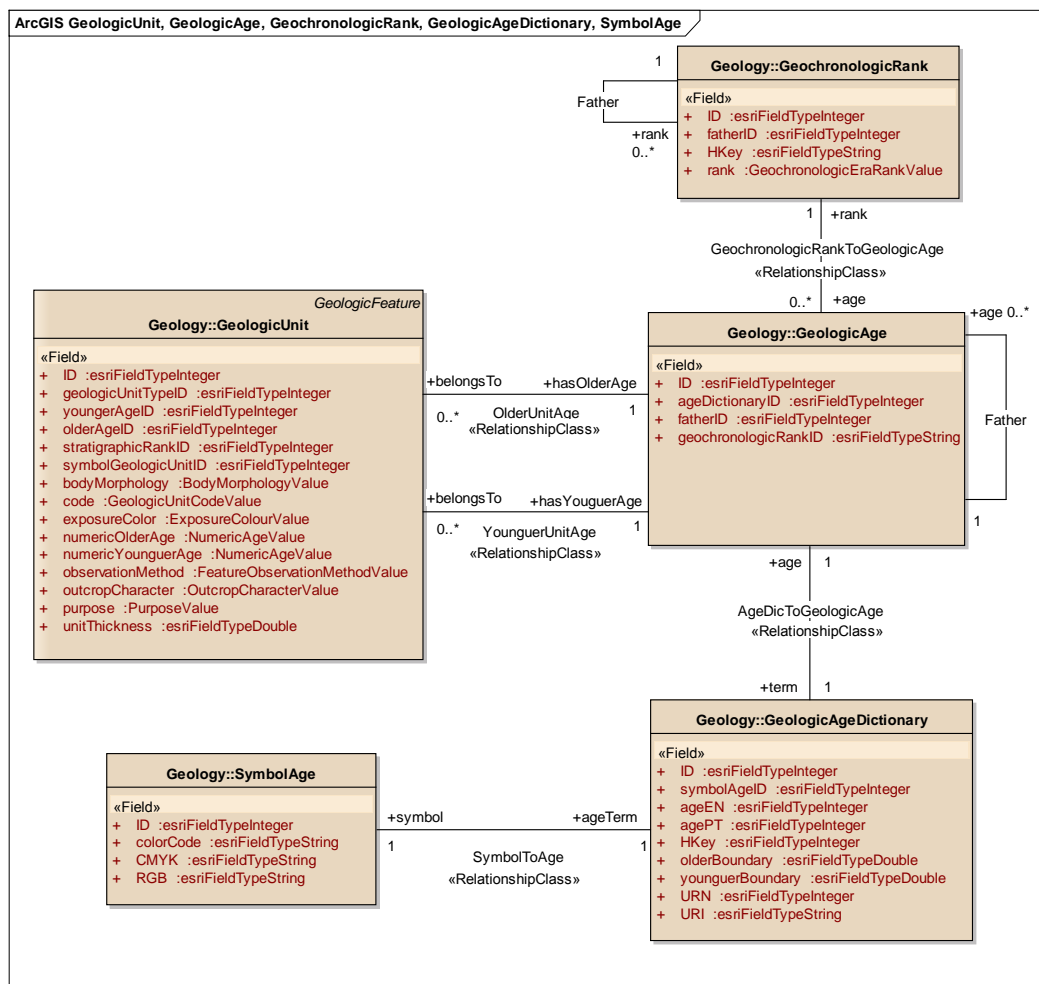 ArcGIS GeologicUnit, GeologicAge, GeochronologicRank, GeologicAgeDictionary, SymbolAge
Geology::GeochronologicRank
«Field»
+ ID :esriFieldTypeInteger
+ fatherID :esriFieldTypeInteger
+ HKey :esriFieldTypeString
+ rank :GeochronologicEraRankValue
1
Father
+rank
0..*
1 +rank
GeochronologicRankToGeologicAge
«RelationshipClass»
0..* +age
GeologicFeature
Geology::GeologicUnit
«Field»
+ ID :esriFieldTypeInteger
+ geologicUnitTypeID :esriFieldTypeInteger
+ youngerAgeID :esriFieldTypeInteger
+ olderAgeID :esriFieldTypeInteger
+ stratigraphicRankID :esriFieldTypeInteger
+ symbolGeologicUnitID :esriFieldTypeInteger
+ bodyMorphology :BodyMorphologyValue
+ code :GeologicUnitCodeValue
+ exposureColor :ExposureColourValue
+ numericOlderAge :NumericAgeValue
+ numericYounguerAge :NumericAgeValue
+ observationMethod :FeatureObservationMethodValue
+ outcropCharacter :OutcropCharacterValue
+ purpose :PurposeValue
+ unitThickness :esriFieldTypeDouble
+belongsTo +hasOlderAge
0..* OlderUnitAge 1
«RelationshipClass»
+belongsTo +hasYouguerAge
0..* YounguerUnitAge 1
«RelationshipClass»
Geology::GeologicAge
«Field»
+ ID :esriFieldTypeInteger
+ ageDictionaryID :esriFieldTypeInteger
+ fatherID :esriFieldTypeInteger
+ geochronologicRankID :esriFieldTypeString
+age 0..*
Father
1
+age 1
AgeDicToGeologicAge
«RelationshipClass»
+term 1
Geology::GeologicAgeDictionary
«Field»
+ ID :esriFieldTypeInteger
+ symbolAgeID :esriFieldTypeInteger
+ ageEN :esriFieldTypeInteger
+ agePT :esriFieldTypeInteger
+ HKey :esriFieldTypeInteger
+ olderBoundary :esriFieldTypeDouble
+ younguerBoundary :esriFieldTypeDouble
+ URN :esriFieldTypeInteger
+ URI :esriFieldTypeString
Geology::SymbolAge
«Field»
+ ID :esriFieldTypeInteger
+ colorCode :esriFieldTypeString
+ CMYK :esriFieldTypeString
+ RGB :esriFieldTypeString
+symbol +ageTerm
1 SymbolToAge 1
«RelationshipClass»